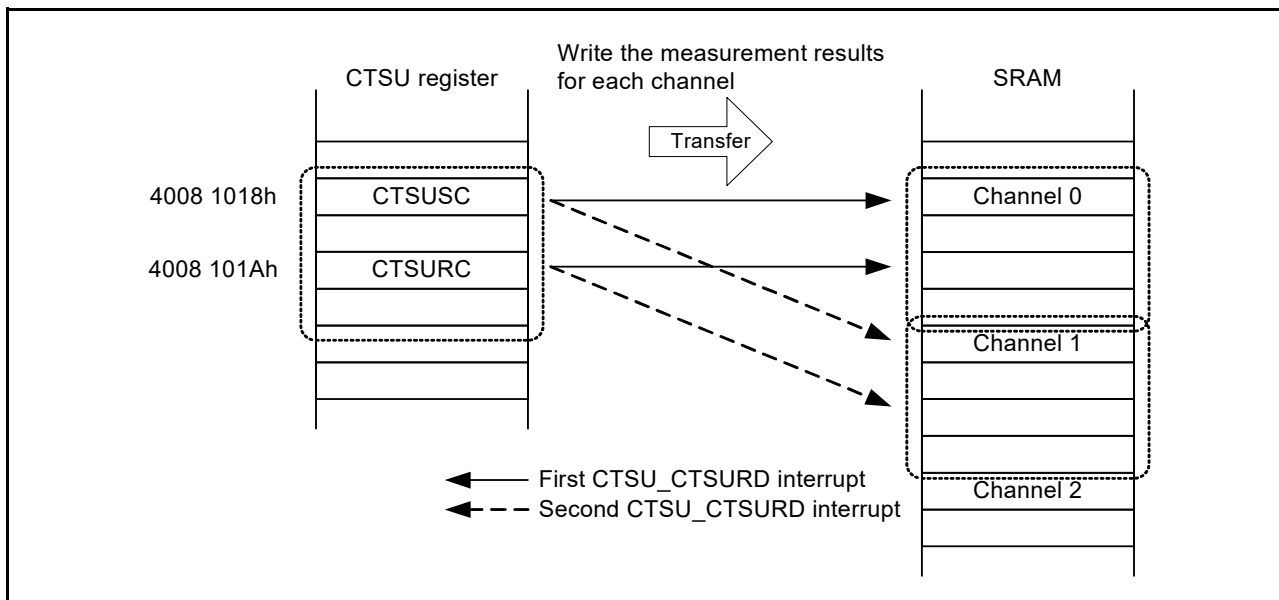 Write the measurement results
for each channel
CTSU register
SRAM
Transfer
4008 1018h
CTSUSC
Channel 0
4008 101Ah
CTSURC
Channel 1
First CTSU_CTSURD interrupt
Second CTSU_CTSURD interrupt
Channel 2